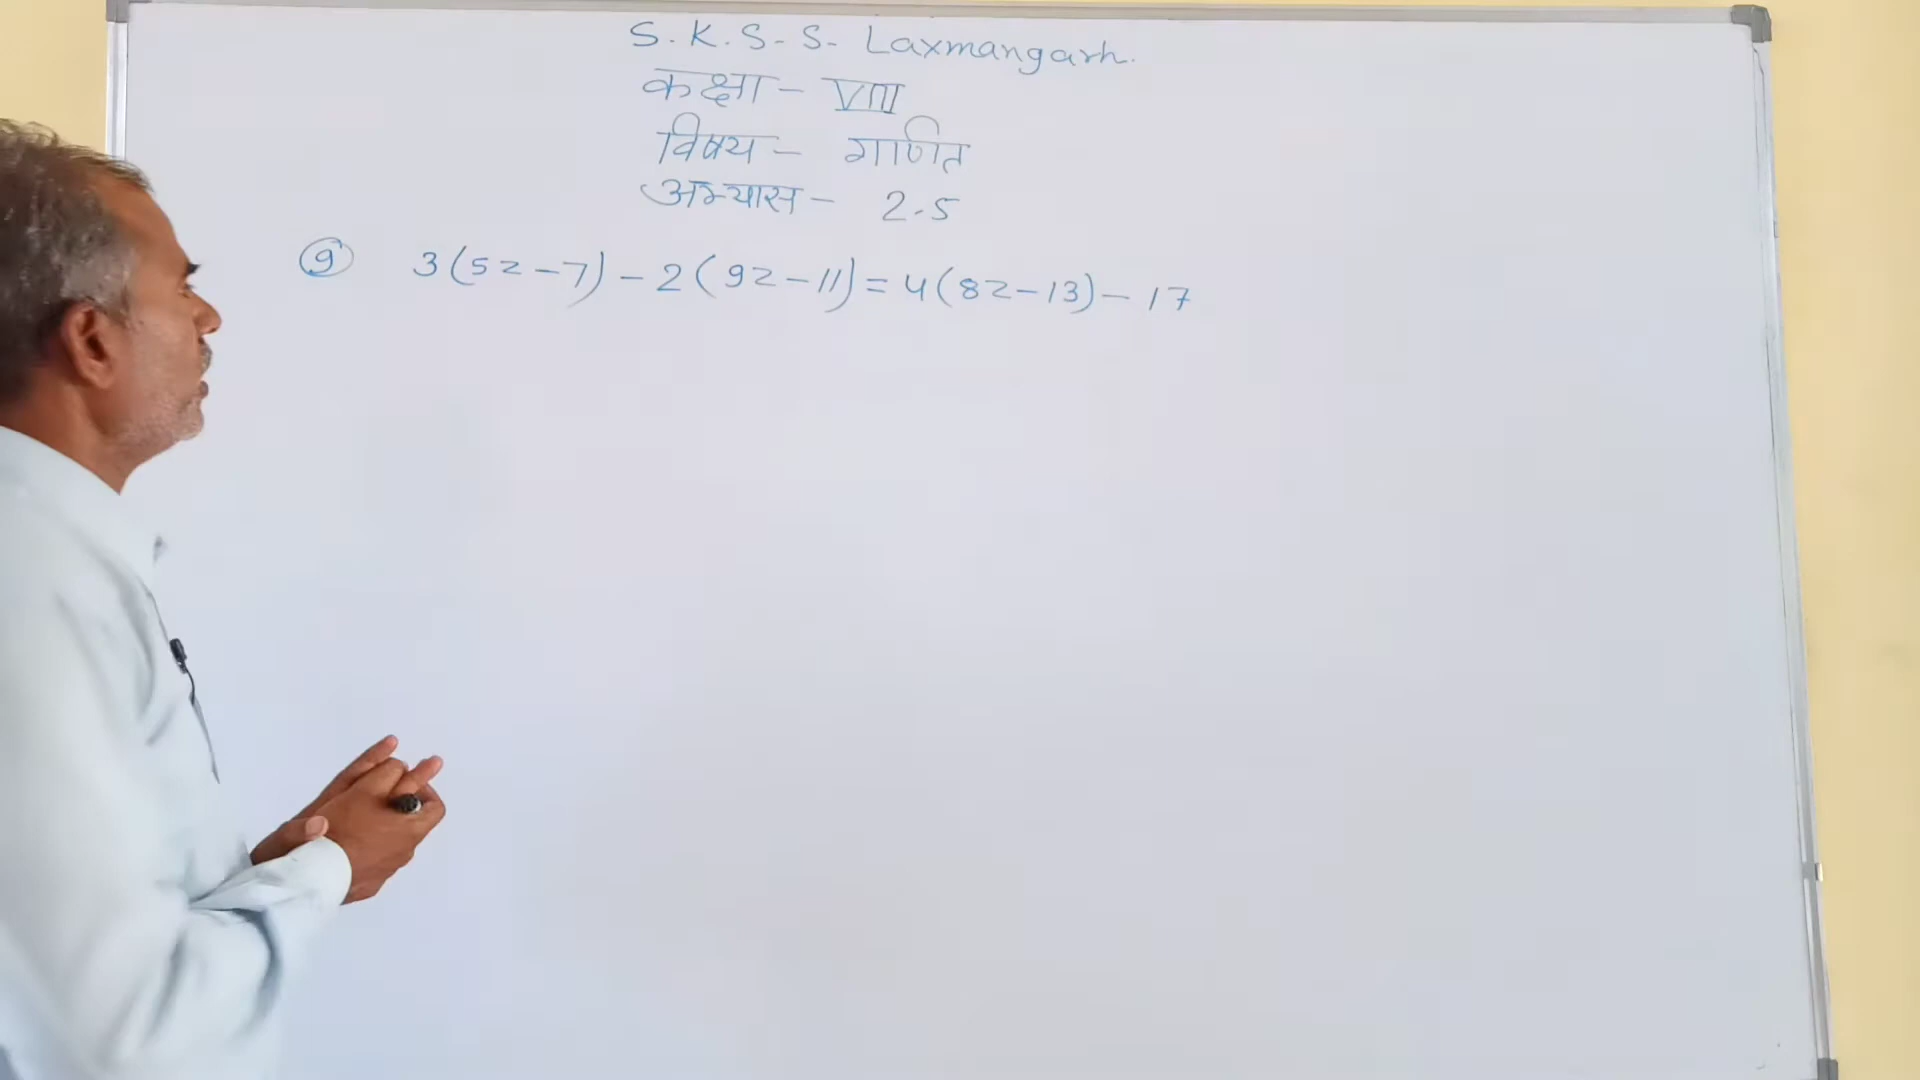 S.K.S.S. Laxmangarh.
कक्षा - VIII
विषय - गणित
अभ्यास - 2.5
9 3(5z-7)-2(9z-11)=4(8z-13)-17